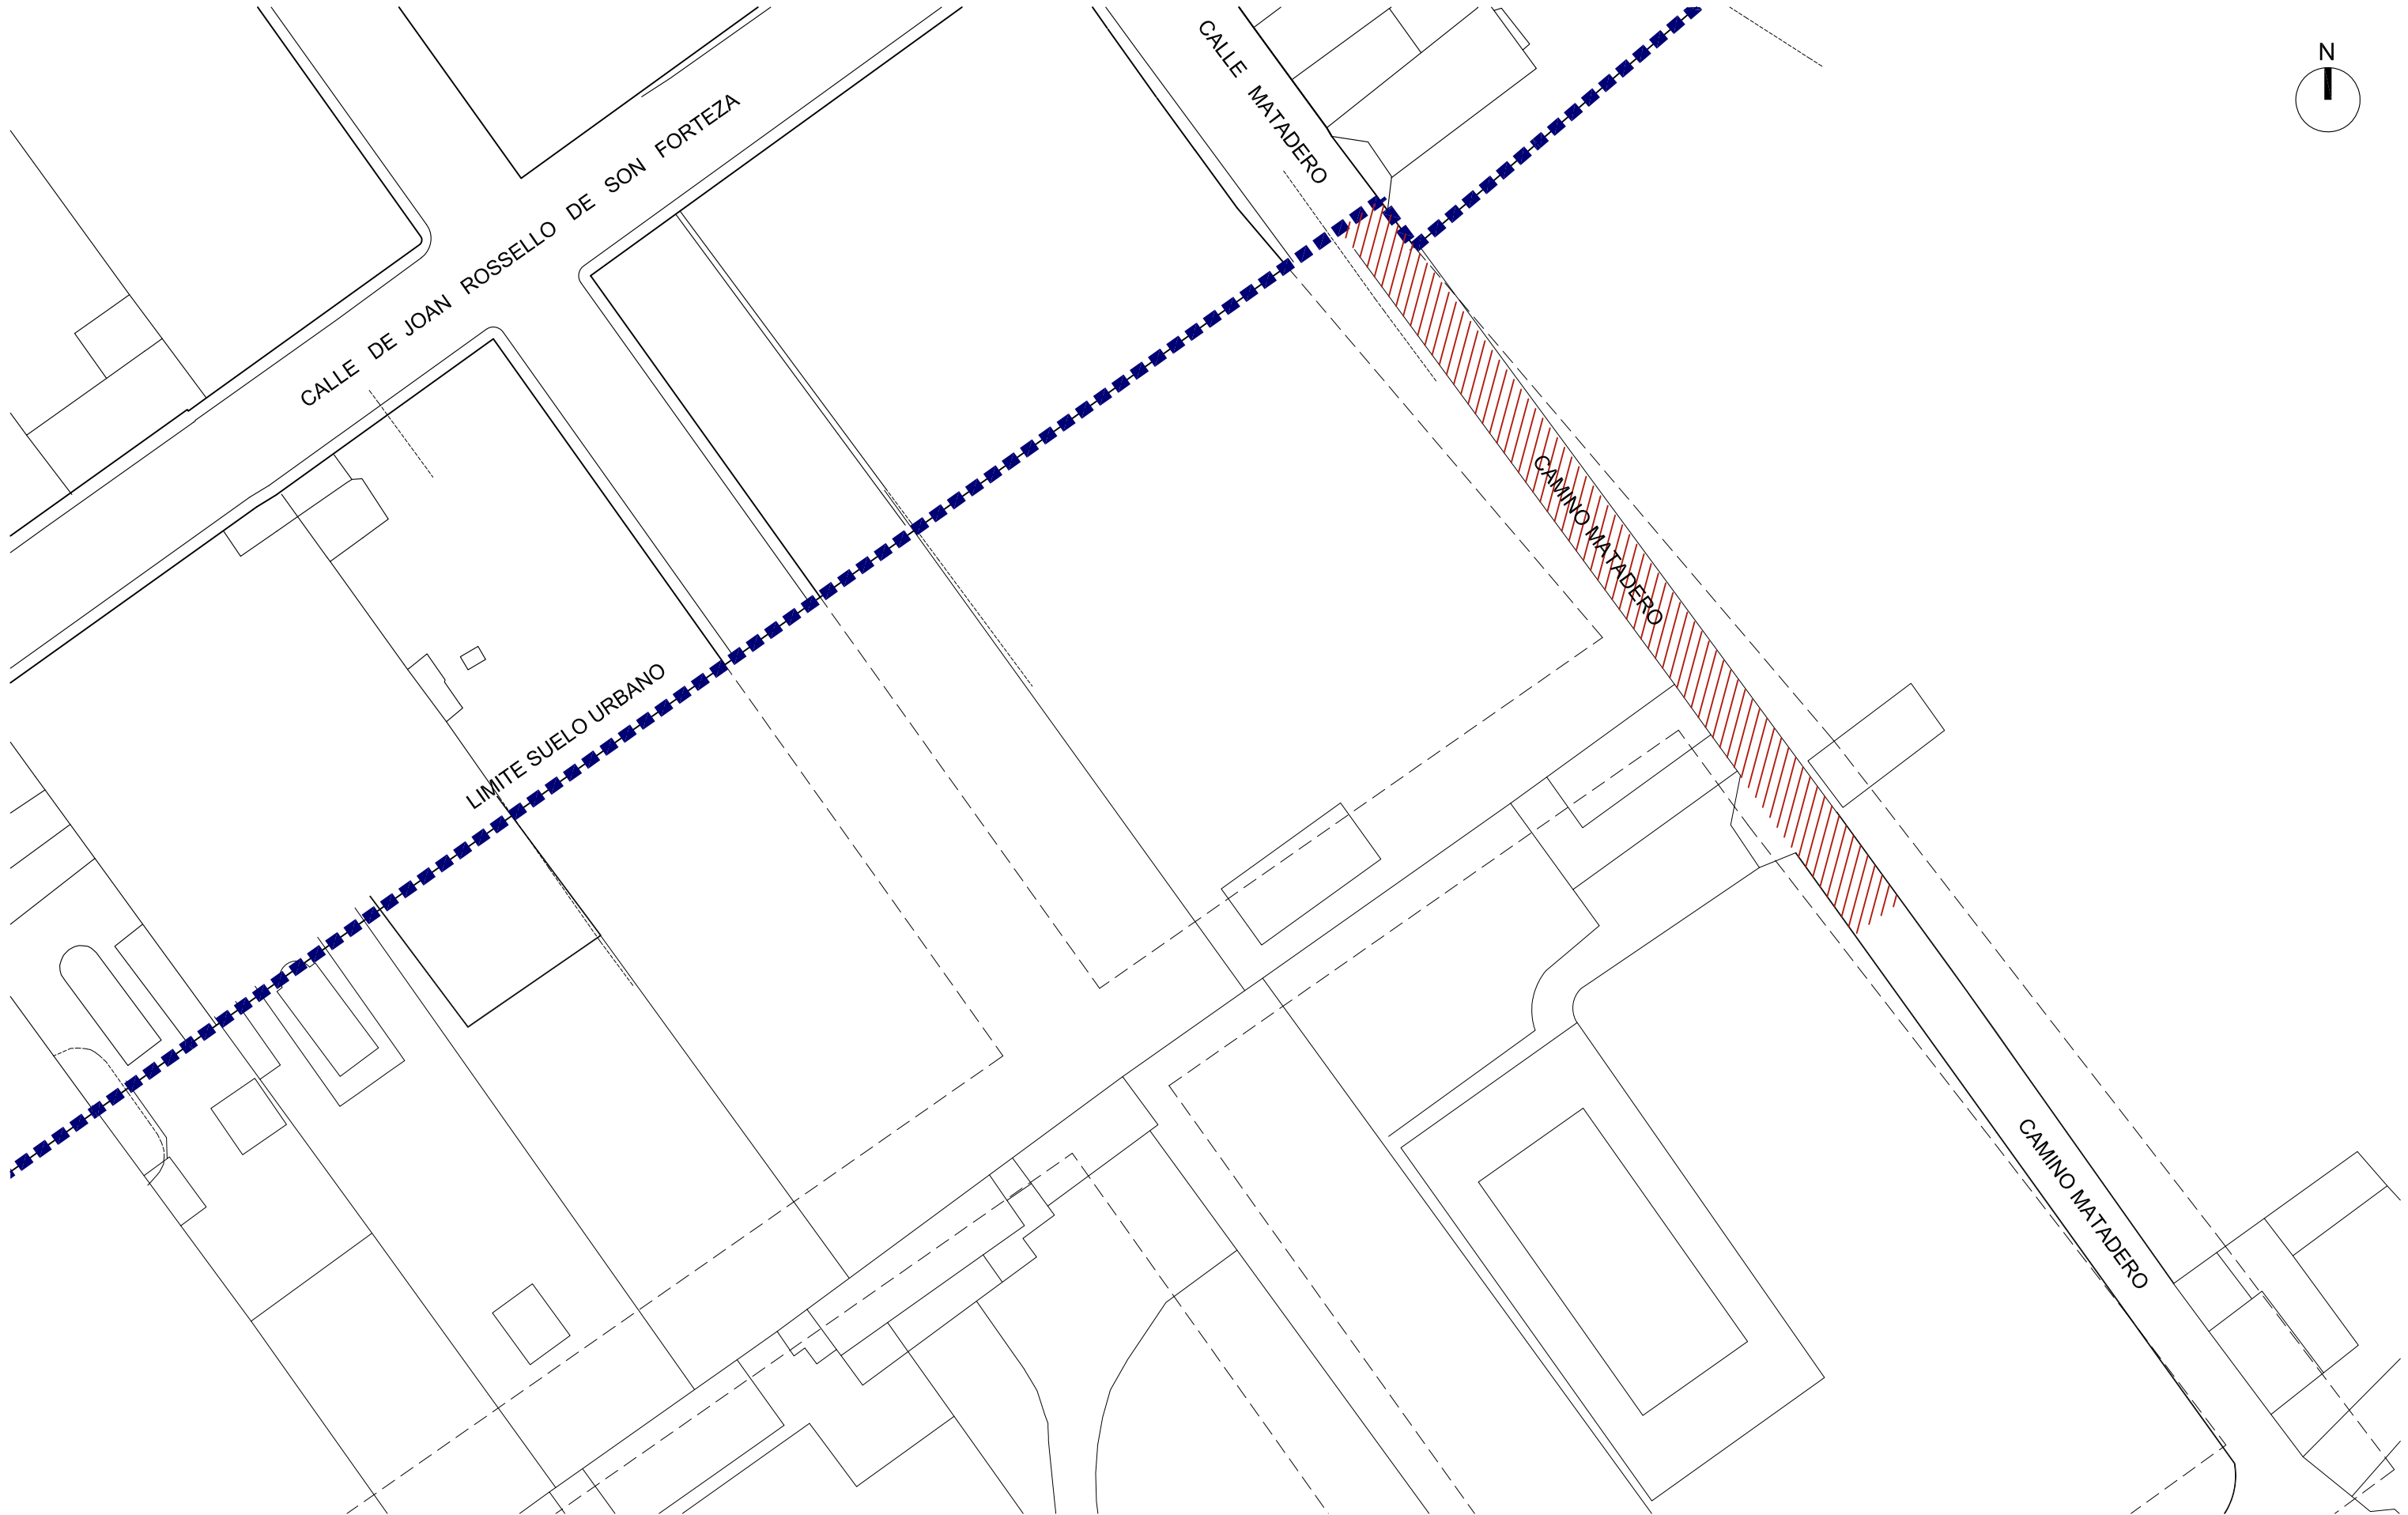 N
CALLE MATADERO
CALLE DE JOAN ROSSELLO DE SON FORTEZA
CAMINO MATADERO
LIMITE SUELO URBANO
CAMINO MATADERO